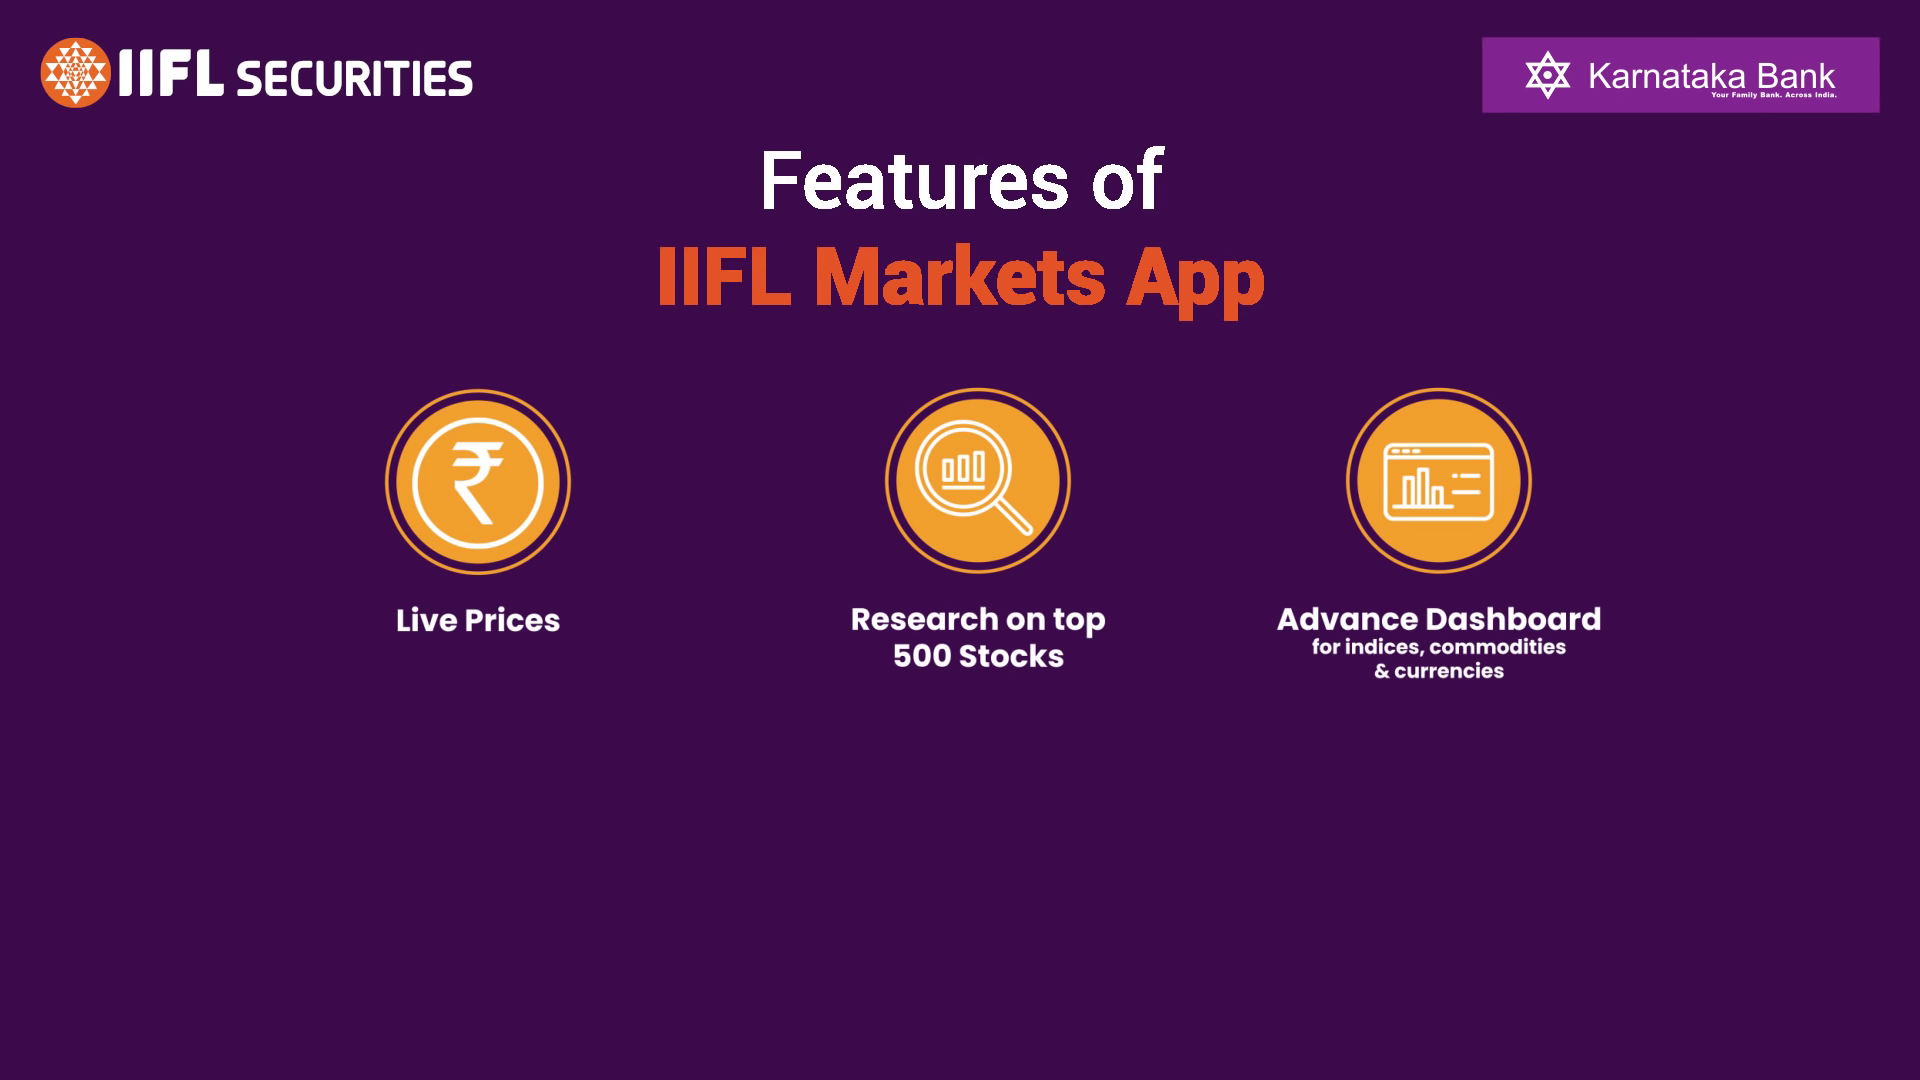 IIFL SECURITIES
Karnataka Bank
Your Family Bank. Across India.
Features of
IIFL Markets App
Live Prices
Research on top
500 Stocks
Advance Dashboard
for indices, commodities
& currencies